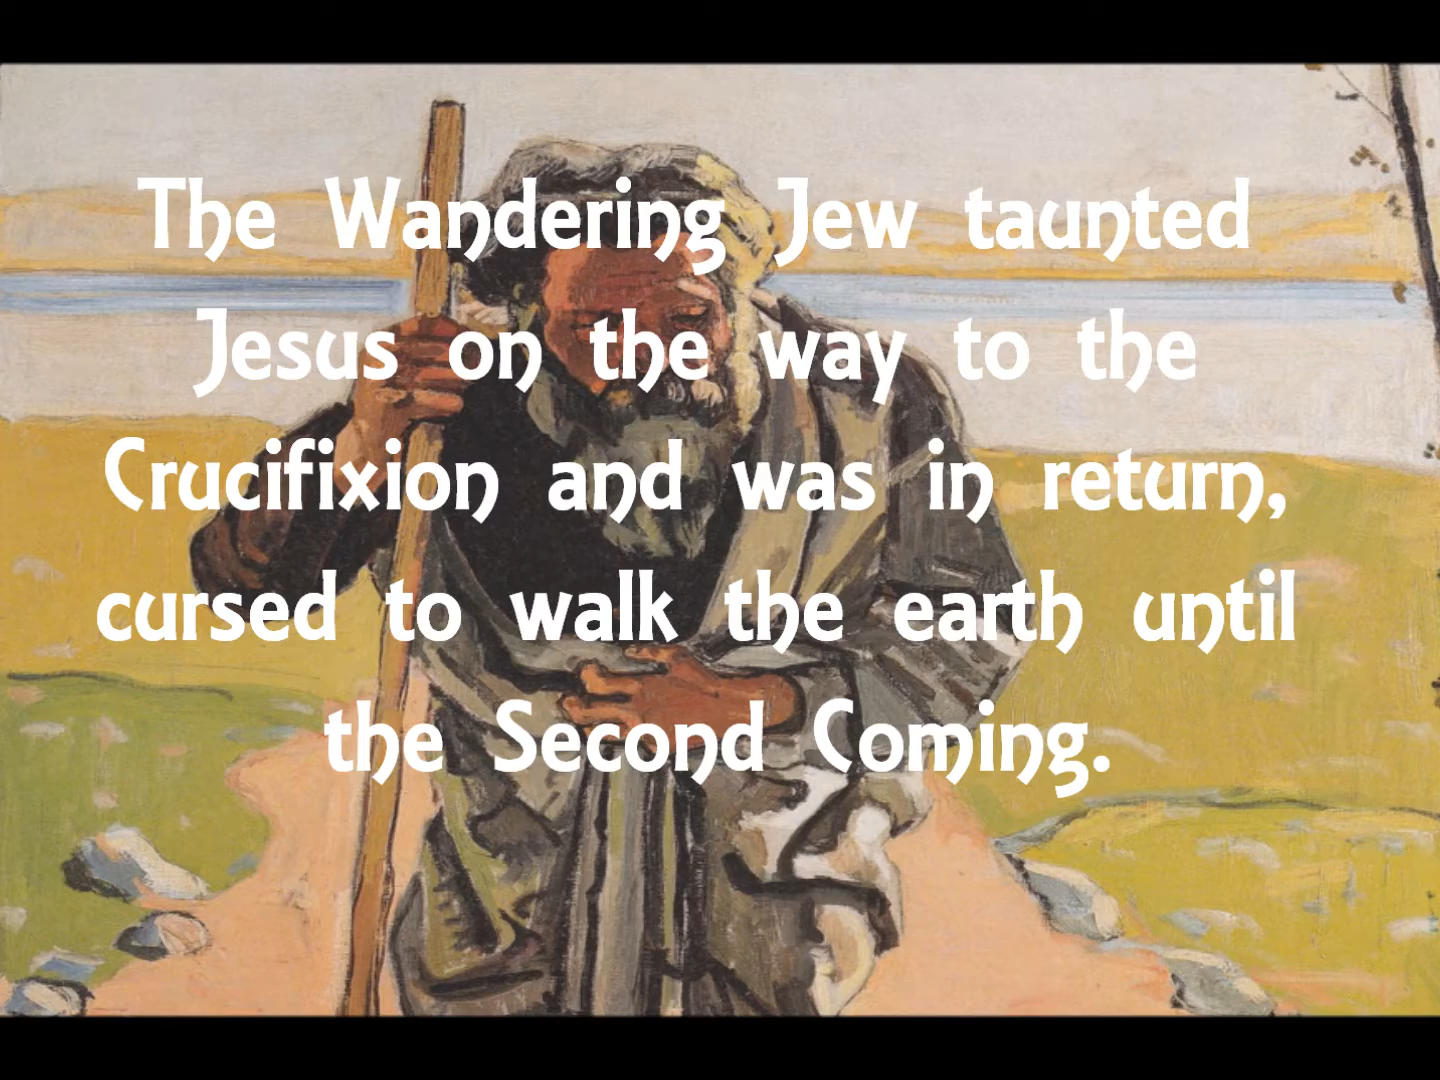 The Wandering Jew taunted
Jesus on the way to the
Crucifixion and was in return,
cursed to walk the earth until
the Second Coming.